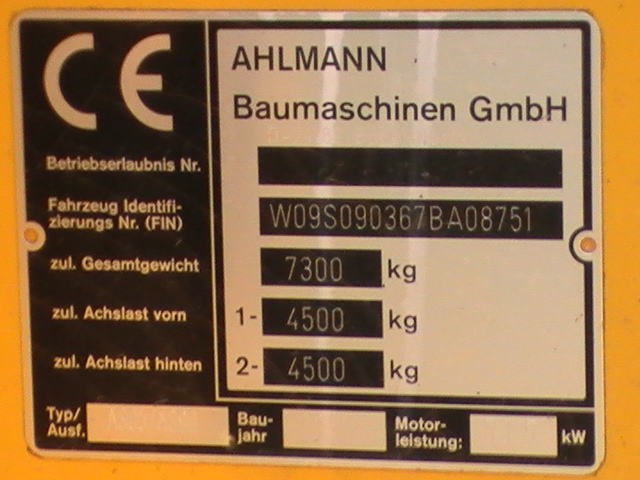 CE
AHLMANN
Baumaschinen GmbH
Betriebserlaubnis Nr.
Fahrzeug Identifi-
zierungs Nr. (FIN)
W09S090367BA08751
zul. Gesamtgewicht 7300 kg
zul. Achslast vorn 1- 4500 kg
zul. Achslast hinten 2- 4500 kg
Typ/
Ausf.
Bau-
jahr
Motor-
leistung: kW